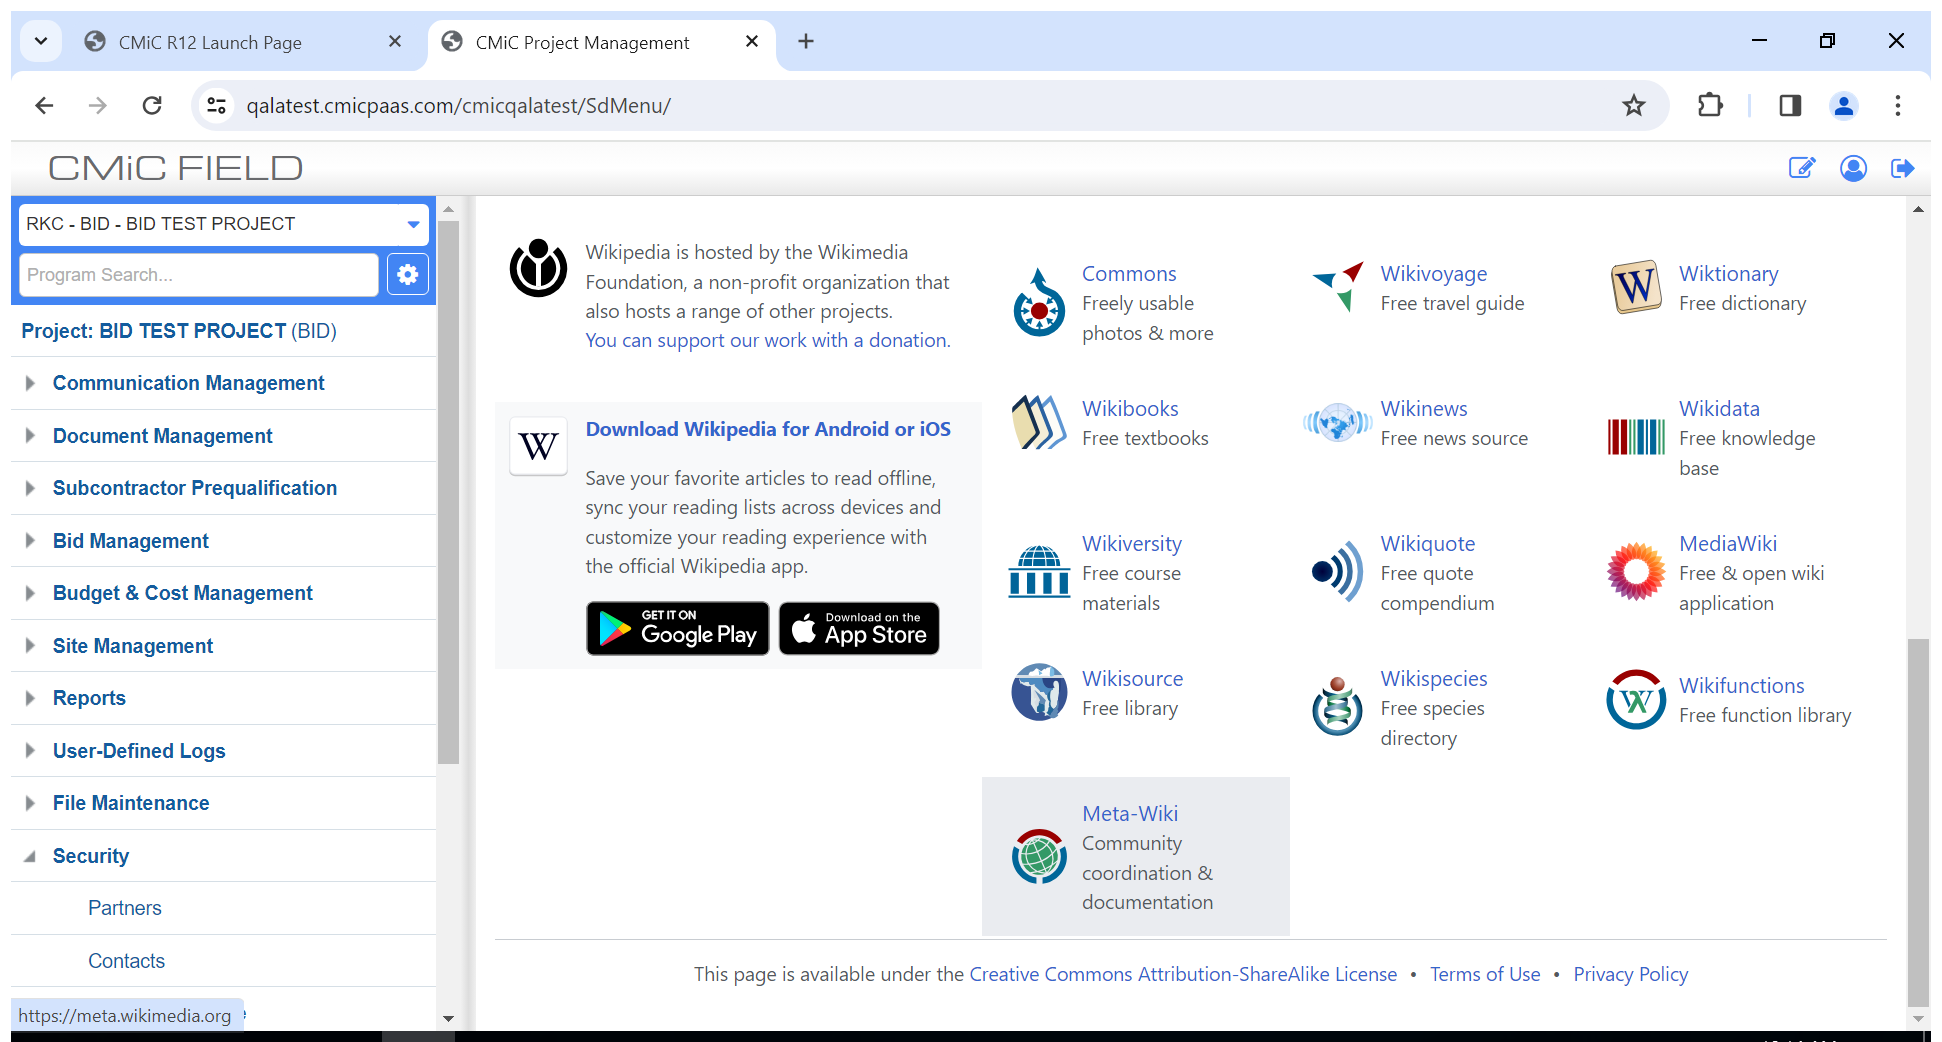 CMiC R12 Launch Page
CMiC Project Management
qalatest.cmicpaas.com/cmicqalatest/SdMenu/
CMiC FIELD
RKC - BID - BID TEST PROJECT
Program Search...
Project: BID TEST PROJECT (BID)
Communication Management
Document Management
Subcontractor Prequalification
Bid Management
Budget & Cost Management
Site Management
Reports
User-Defined Logs
File Maintenance
Security
Partners
Contacts
https://meta.wikimedia.org
Wikipedia is hosted by the Wikimedia
Foundation, a non-profit organization that
also hosts a range of other projects.
You can support our work with a donation.
W
Download Wikipedia for Android or iOS
Save your favorite articles to read offline,
sync your reading lists across devices and
customize your reading experience with
the official Wikipedia app.
GET IT ON
Google Play
Download on the
App Store
Commons
Freely usable
photos & more
Wikivoyage
Free travel guide
W
Wiktionary
Free dictionary
Wikibooks
Free textbooks
Wikinews
Free news source
Wikidata
Free knowledge
base
Wikiversity
Free course
materials
Wikiquote
Free quote
compendium
MediaWiki
Free & open wiki
application
Wikisource
Free library
Wikispecies
Free species
directory
Wikifunctions
Free function library
Meta-Wiki
Community
coordination &
documentation
This page is available under the Creative Commons Attribution-ShareAlike License • Terms of Use • Privacy Policy